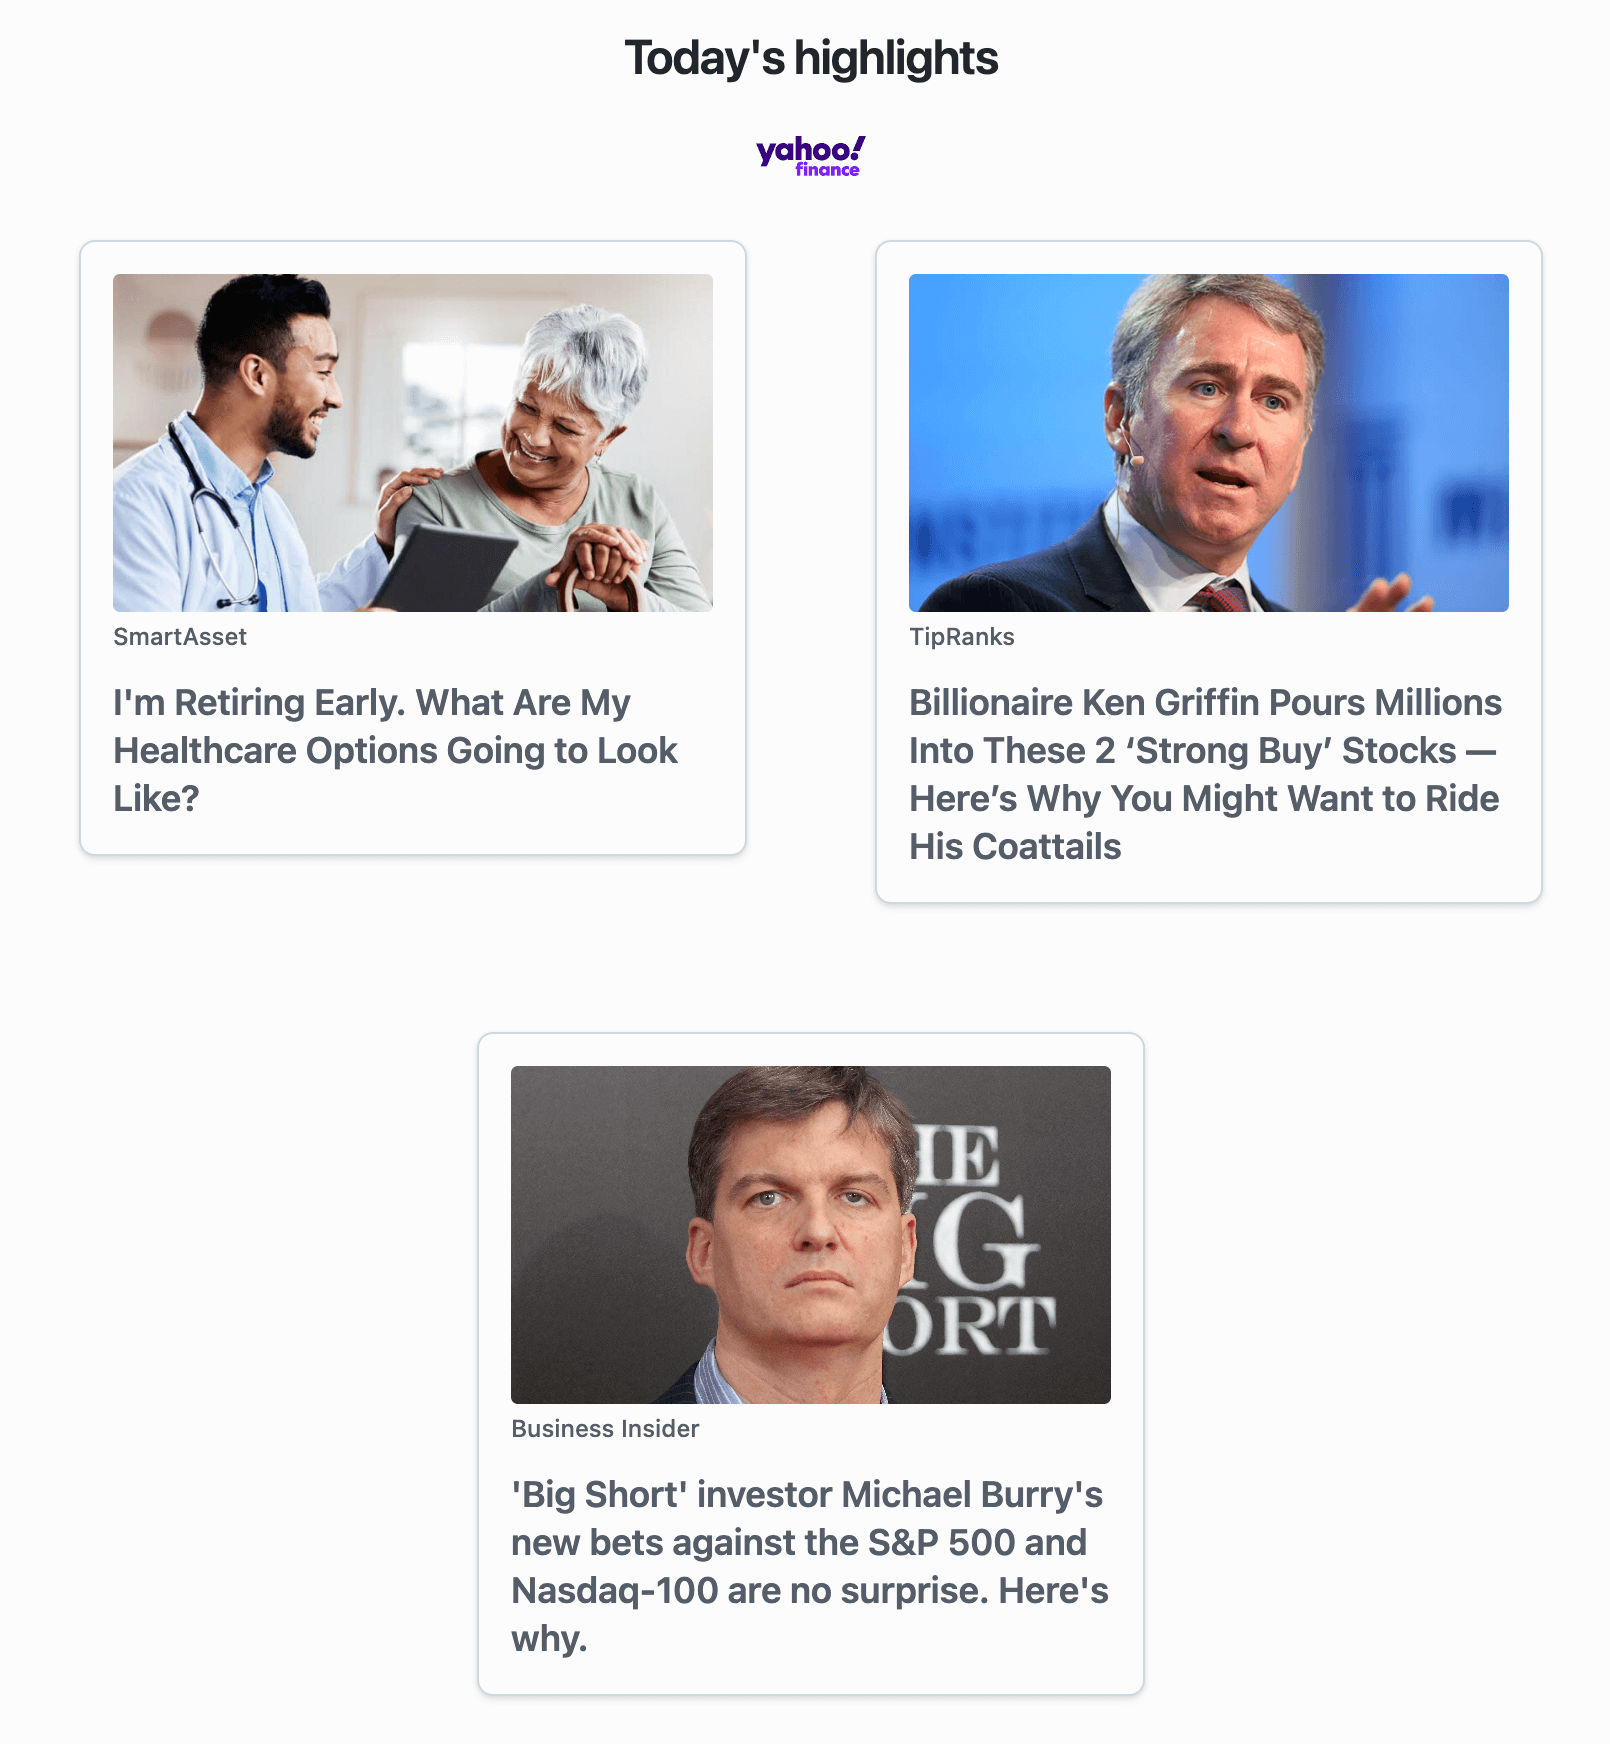 Today's highlights
yahoo!
finance
SmartAsset
I'm Retiring Early. What Are My
Healthcare Options Going to Look
Like?
TipRanks
Billionaire Ken Griffin Pours Millions
Into These 2 ‘Strong Buy’ Stocks —
Here’s Why You Might Want to Ride
His Coattails
HE
G
ORT
Business Insider
'Big Short' investor Michael Burry's
new bets against the S&P 500 and
Nasdaq-100 are no surprise. Here's
why.